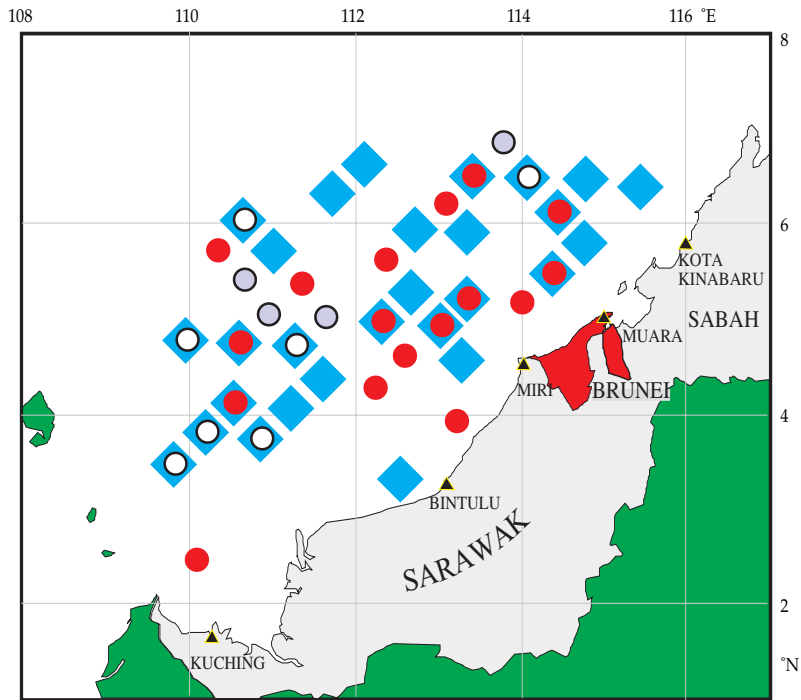 108 110 112 114 116 °E
8
6
KOTA
KINABARU
SABAH
MUARA
MIRI
BRUNEI
4
BINTULU
SARAWAK
2
KUCHING
°N